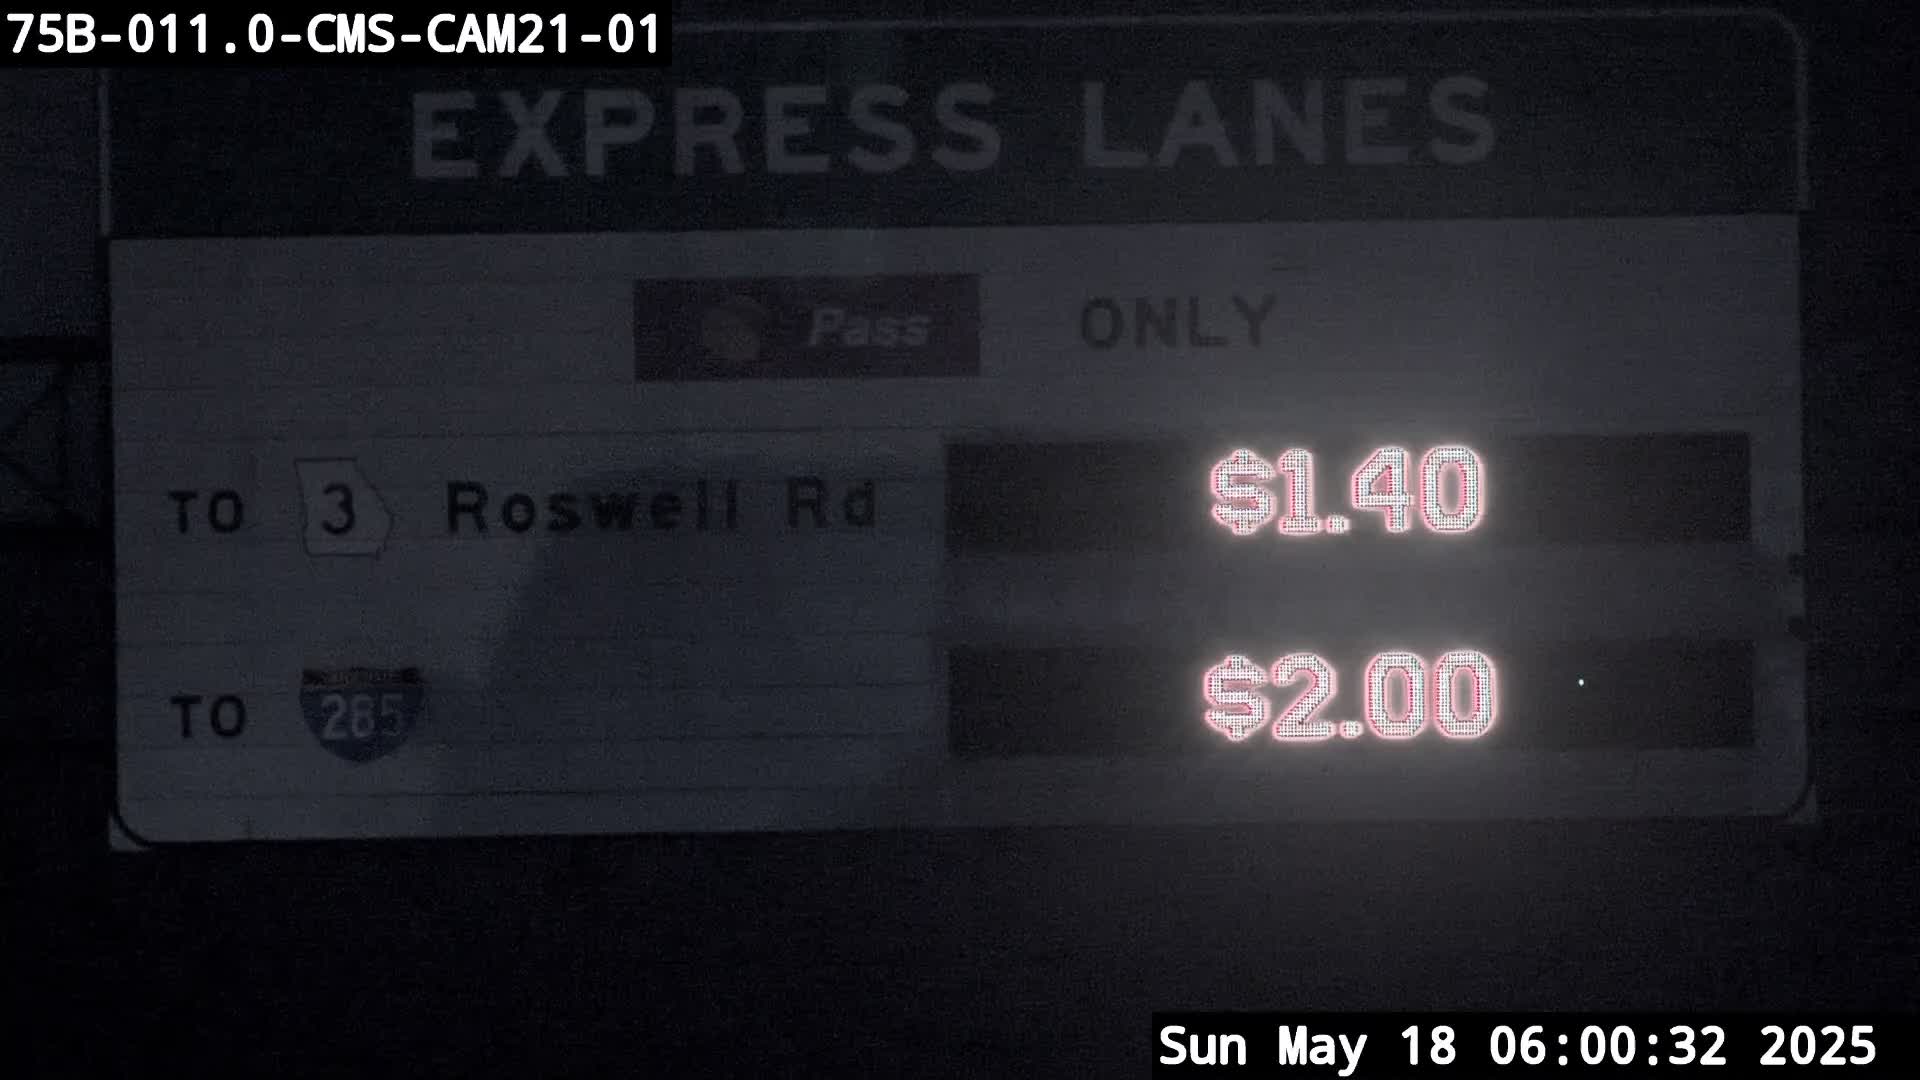 75B-011.0-CMS-CAM21-01
EXPRESS LANES
Pass ONLY
TO 3 Roswell Rd $1.40
TO 285 $2.00
Sun May 18 06:00:32 2025